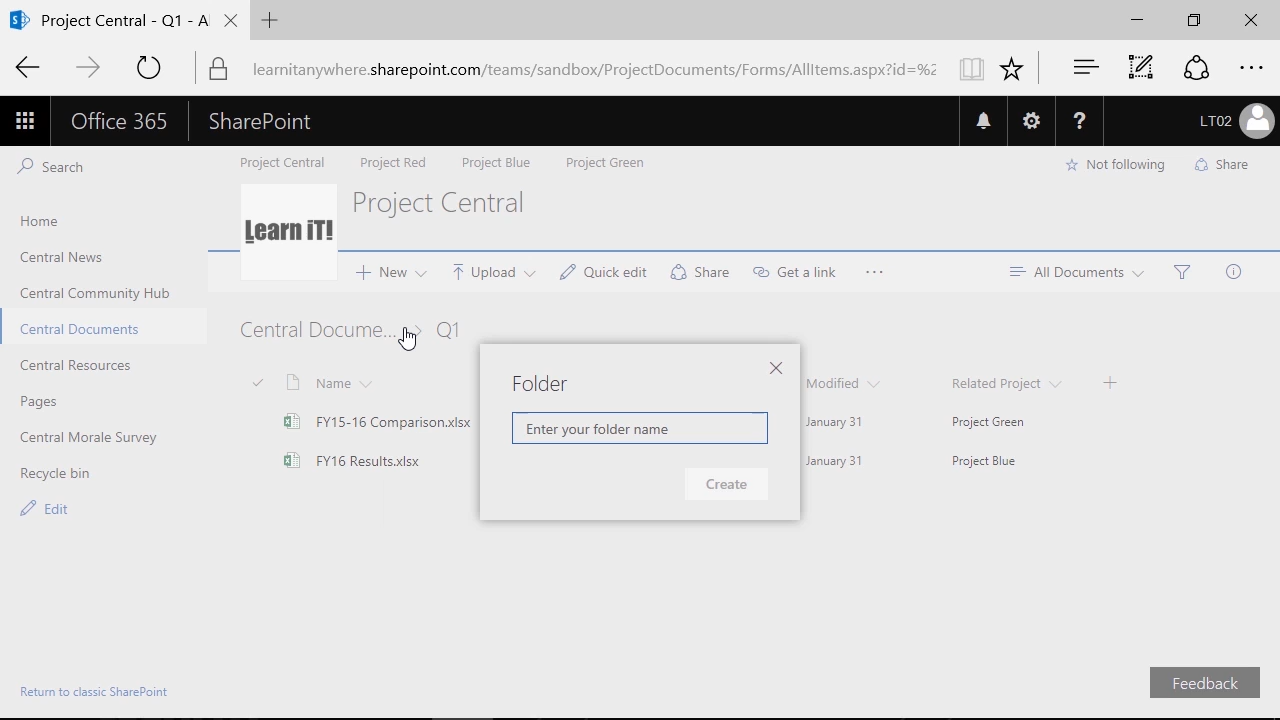 Project Central - Q1 - A
learnitanywhere.sharepoint.com/teams/sandbox/ProjectDocuments/Forms/AllItems.aspx?id=%2
Office 365 SharePoint ? LT02
Search
Project Central Project Red Project Blue Project Green
Not following Share
Learn iT!
Project Central
Home
Central News
Central Community Hub
Central Documents
Central Resources
Pages
Central Morale Survey
Recycle bin
Edit
New Upload Quick edit Share Get a link ... All Documents
Central Docume... > Q1
Name Modified Related Project
FY15-16 Comparison.xlsx January 31 Project Green
FY16 Results.xlsx January 31 Project Blue
Folder
Enter your folder name
Create
Return to classic SharePoint
Feedback